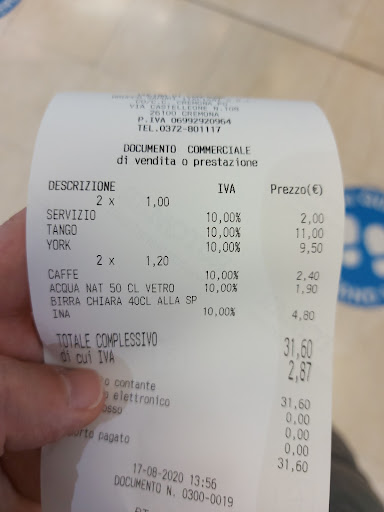 VIA CASTELLEONE N.108
26100 CREMONA
P.IVA 06992920964
TEL.0372-801117
DOCUMENTO COMMERCIALE
di vendita o prestazione
DESCRIZIONE IVA Prezzo(€)
2 x 1,00
SERVIZIO 10,00% 2,00
TANGO 10,00% 11,00
YORK 10,00% 9,50
2 x 1,20
CAFFE 10,00% 2,40
ACQUA NAT 50 CL VETRO 10,00% 1,90
BIRRA CHIARA 40CL ALLA SP
INA 10,00% 4,80
TOTALE COMPLESSIVO 31,60
di cui IVA 2,87
contante 31,60
elettronico 0,00
0,00
0,00
pagato 31,60
17-08-2020 13:56
DOCUMENTO N. 0300-0019